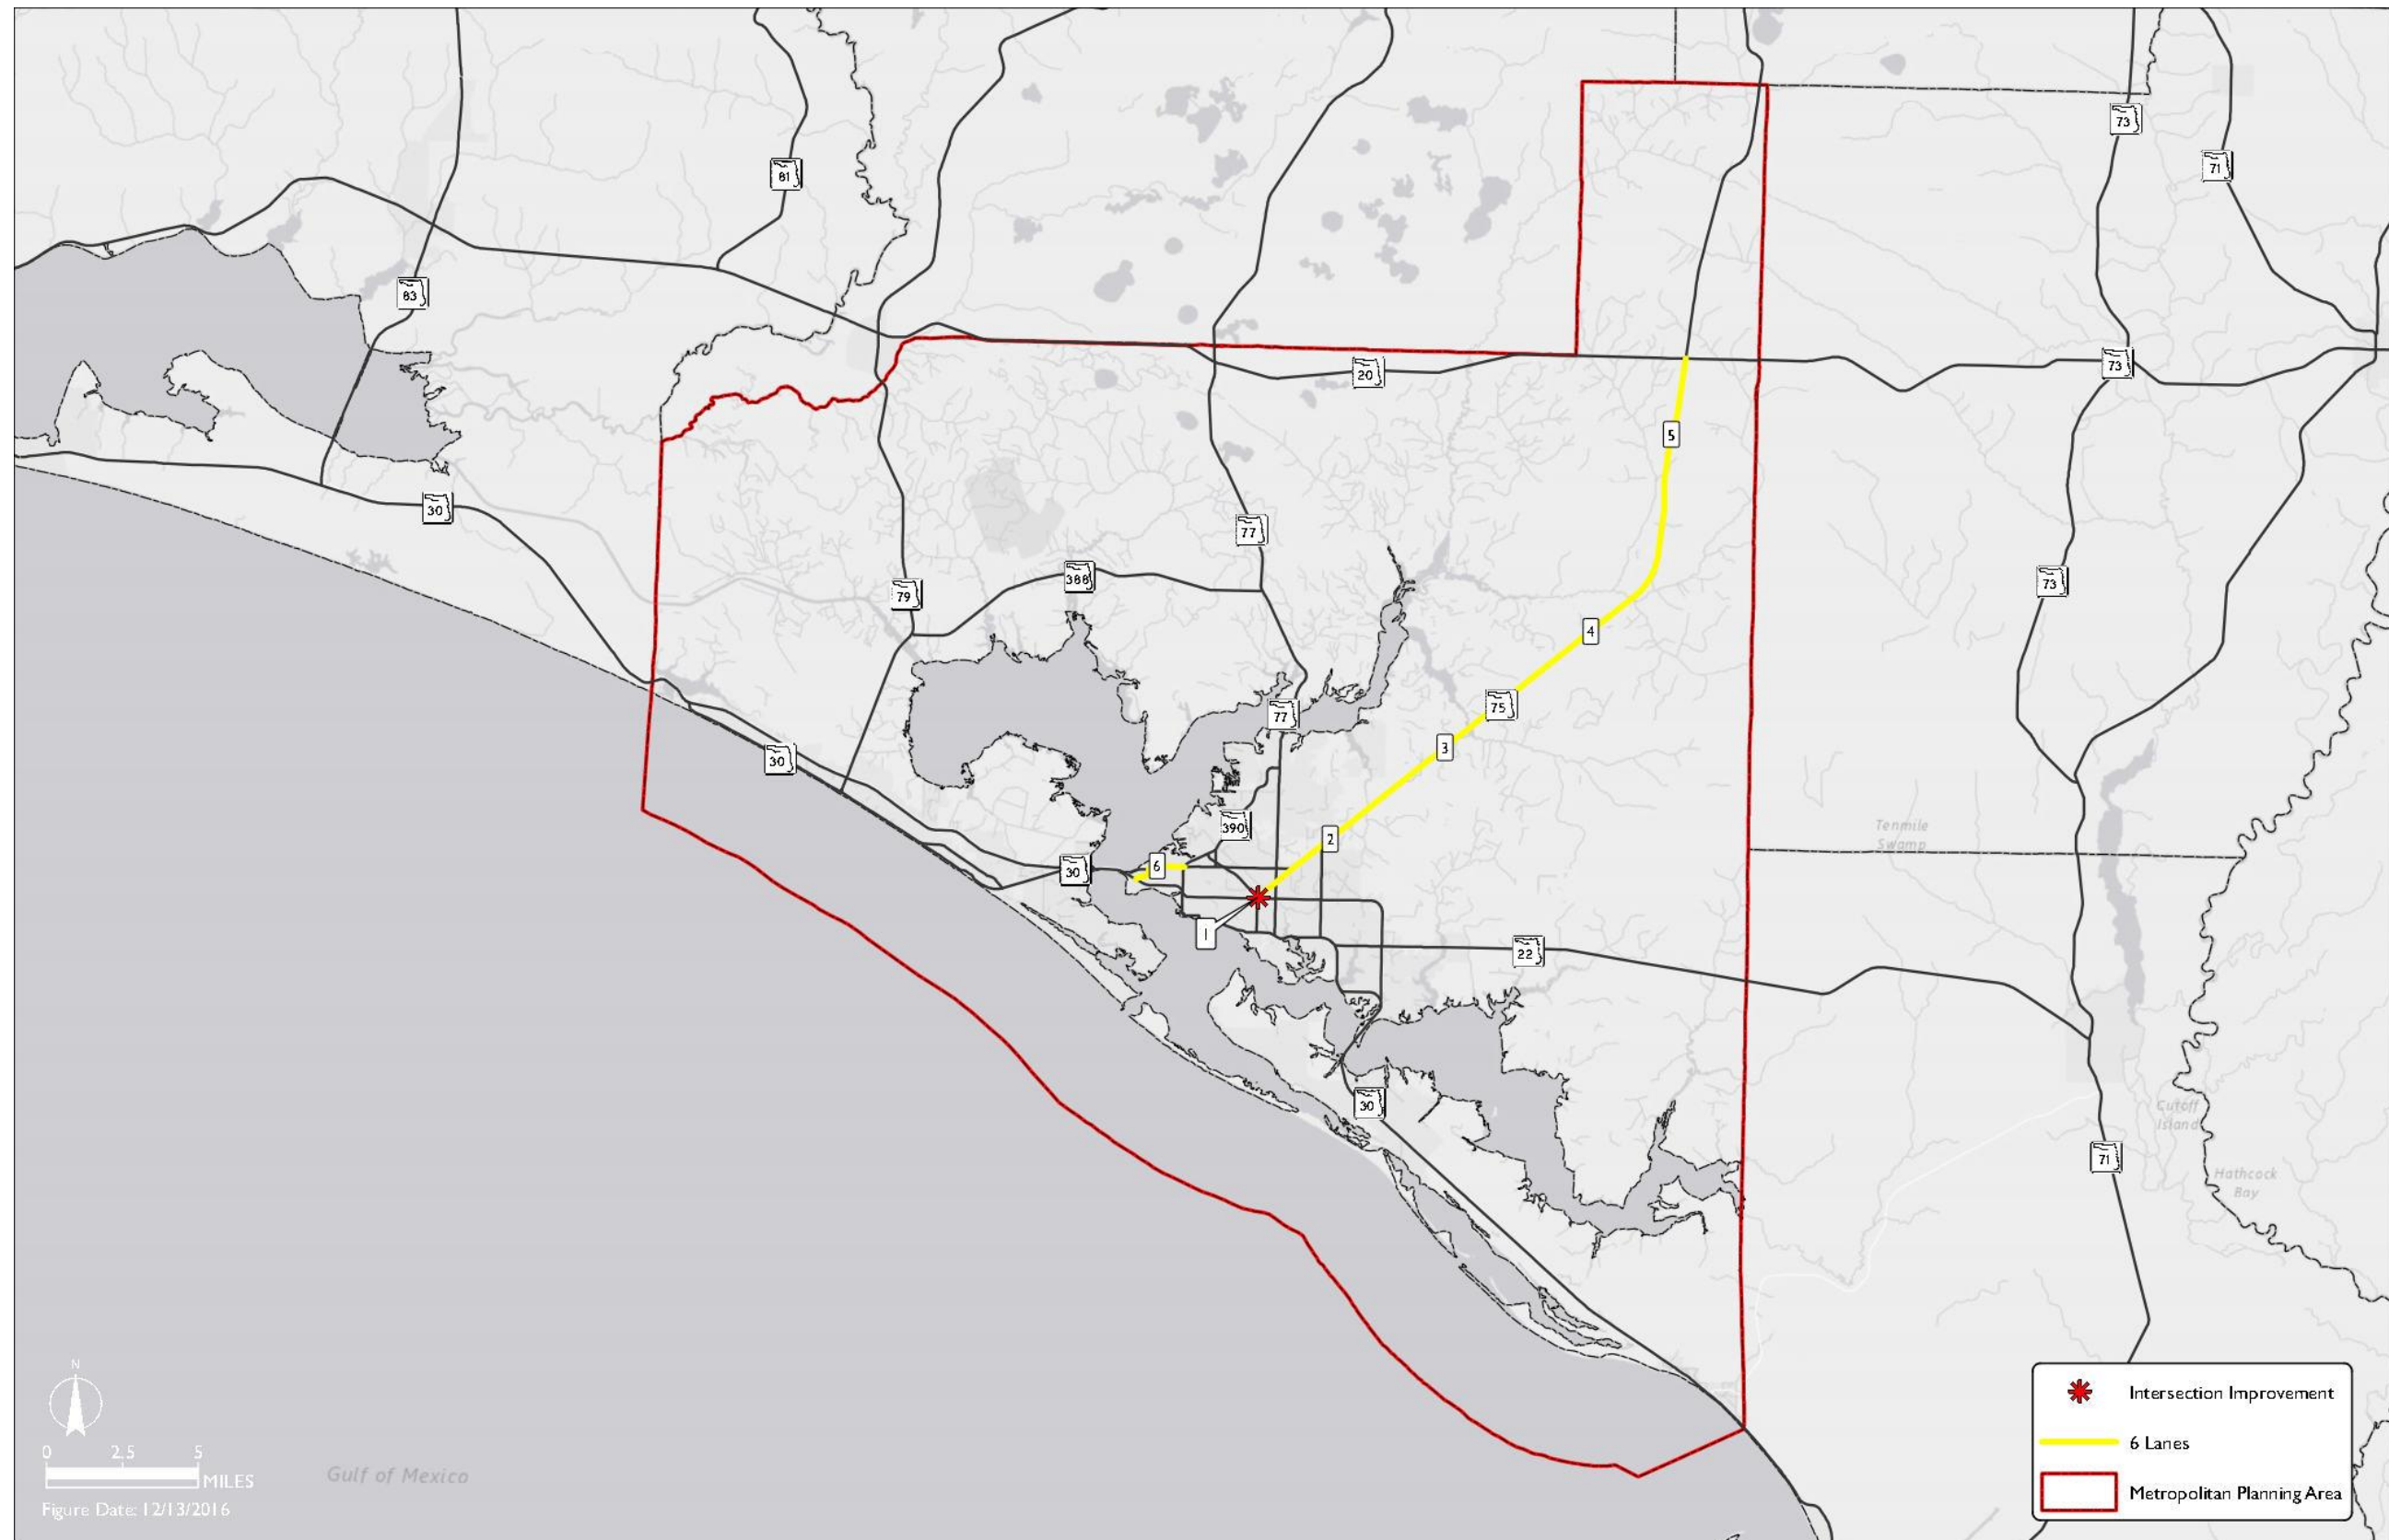 73
71
81
83
20
73
5
30
77
388
79
73
4
75
77
3
30
390
2
Tenmile
Swamp
6
30
1
22
30
Cutoff
Island
71
Hathcock
Bay
N
0 2.5 5
MILES
Gulf of Mexico
Figure Date: 12/13/2016
Intersection Improvement
6 Lanes
Metropolitan Planning Area